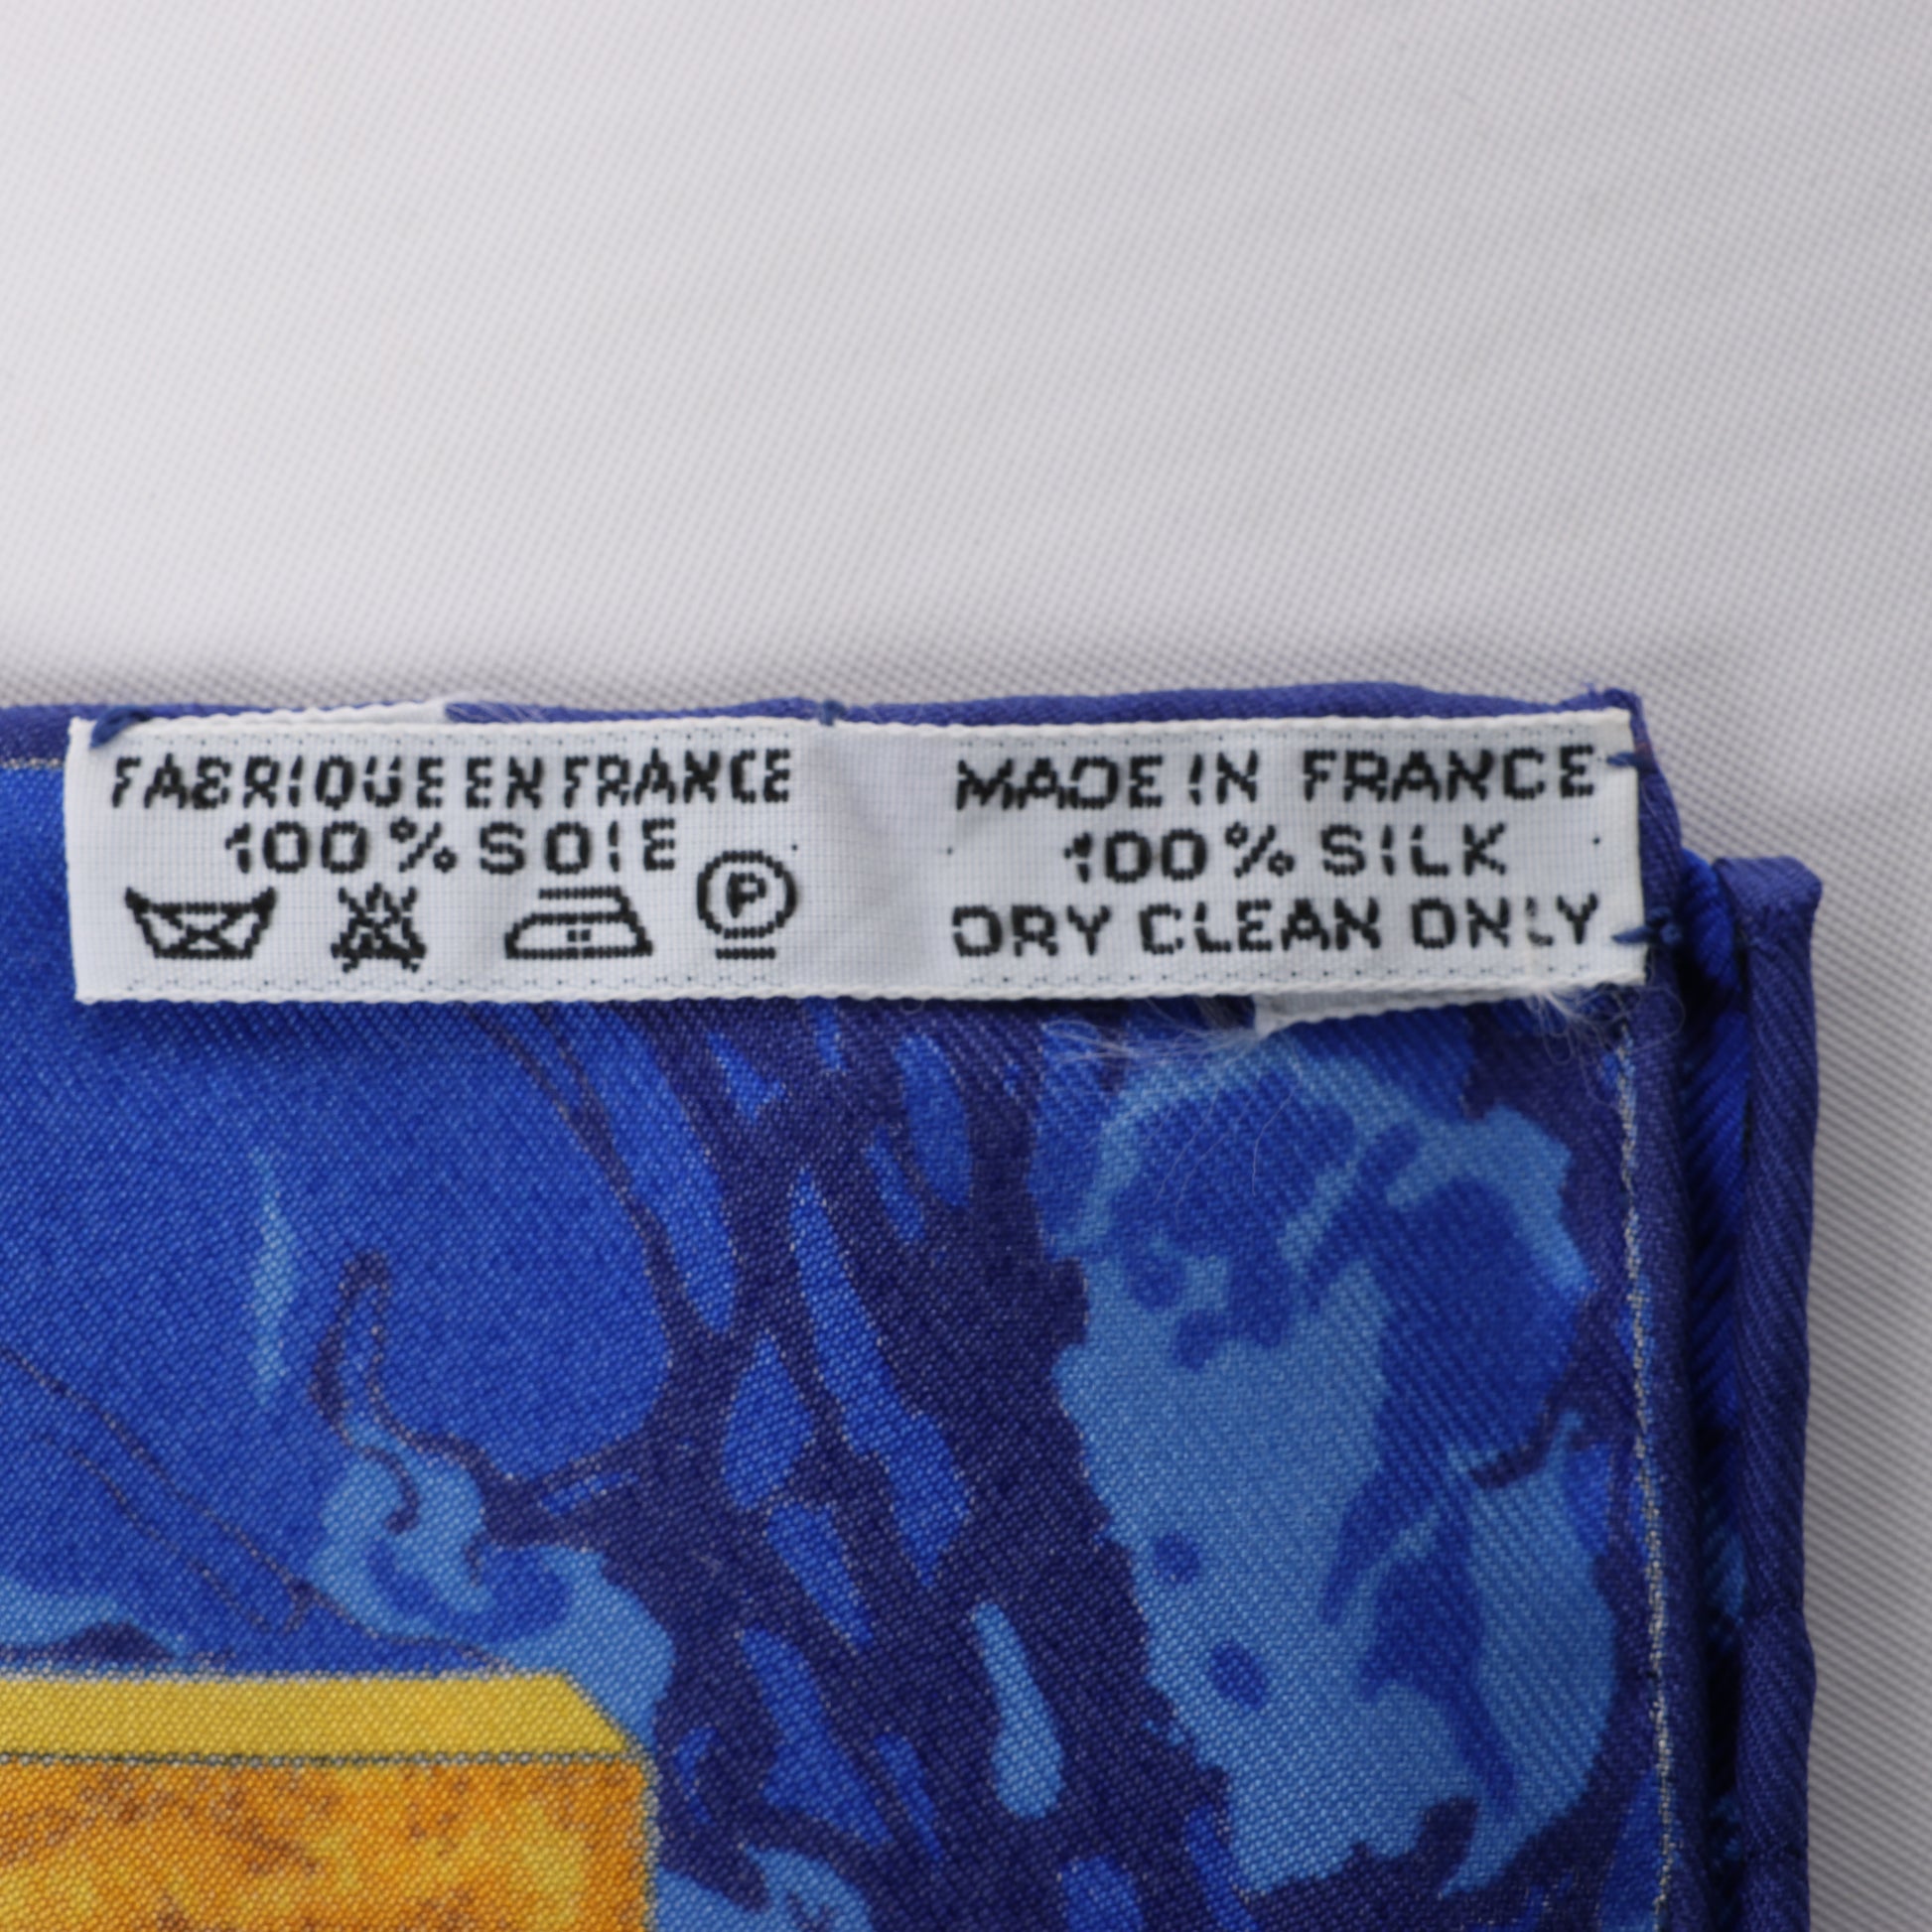 FABRIQUE EN FRANCE
100% SOIE
P
MADE IN FRANCE
100% SILK
DRY CLEAN ONLY